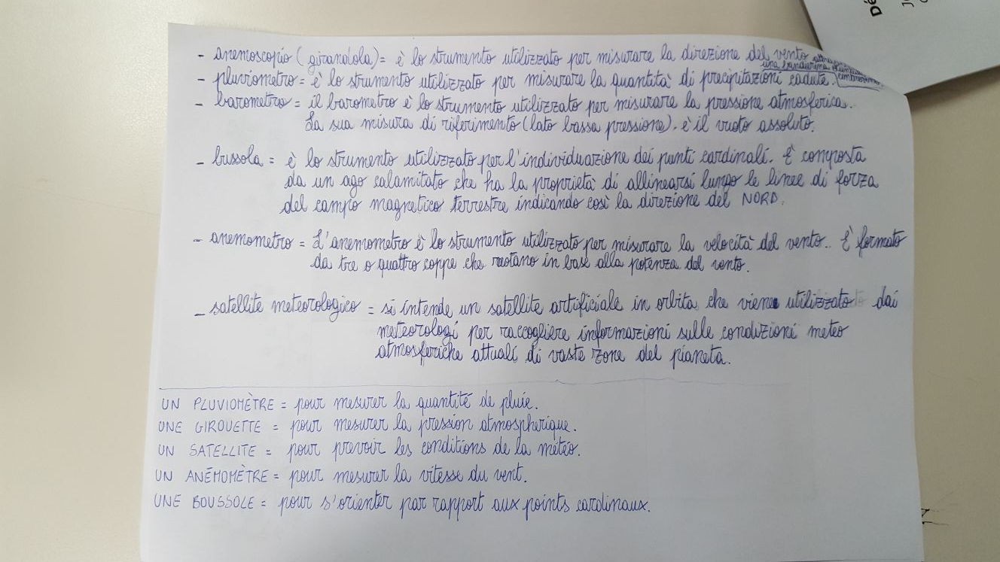 - anemoscopio (girandola) = è lo strumento utilizzato per misurare la direzione del vento
una banderuola
- pluviometro = è lo strumento utilizzato per misurare la quantità di precipitazioni cadute.
- barometro = il barometro è lo strumento utilizzato per misurare la pressione atmosferica.
La sua misura di riferimento (lato bassa pressione). è il vuoto assoluto.
- bussola = è lo strumento utilizzato per l'individuazione dei punti cardinali. È composta
da un ago calamitato che ha la proprietà di allinearsi lungo le linee di forza
del campo magnetico terrestre indicando così la direzione del NORD.
- anemometro = L'anemometro è lo strumento utilizzato per misurare la velocità del vento.. È formato
da tre o quattro coppe che ruotano in base alla potenza del vento.
- satellite meteorologico = si intende un satellite artificiale in orbita che viene utilizzato dai
meteorologi per raccogliere informazioni sulle condizioni meteo
atmosferiche attuali di vaste zone del pianeta.
UN PLUVIOMÈTRE = pour mesurer la quantité de pluie.
UNE GIROUETTE = pour mesurer la pression atmospherique.
UN SATELLITE = pour prevoir les conditions de la météo.
UN ANÉMOMÈTRE = pour mesurer la vitesse du vent.
UNE BOUSSOLE = pour s'orienter par rapport aux points cardinaux.
Dé